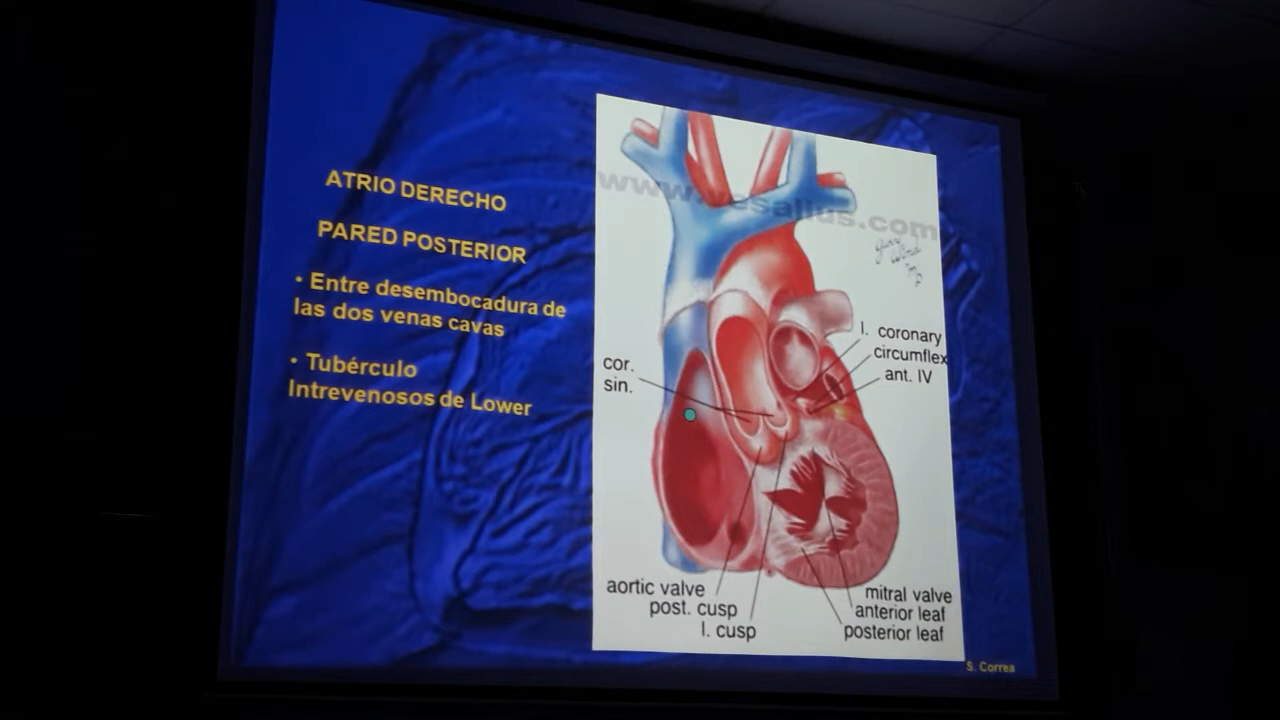 ATRIO DERECHO
PARED POSTERIOR
• Entre desembocadura de
las dos venas cavas
• Tubérculo
Intrevenosos de Lower
www.vesalius.com
l. coronary
circumflex
ant. IV
cor.
sin.
aortic valve
post. cusp
l. cusp
mitral valve
anterior leaf
posterior leaf
S. Correa